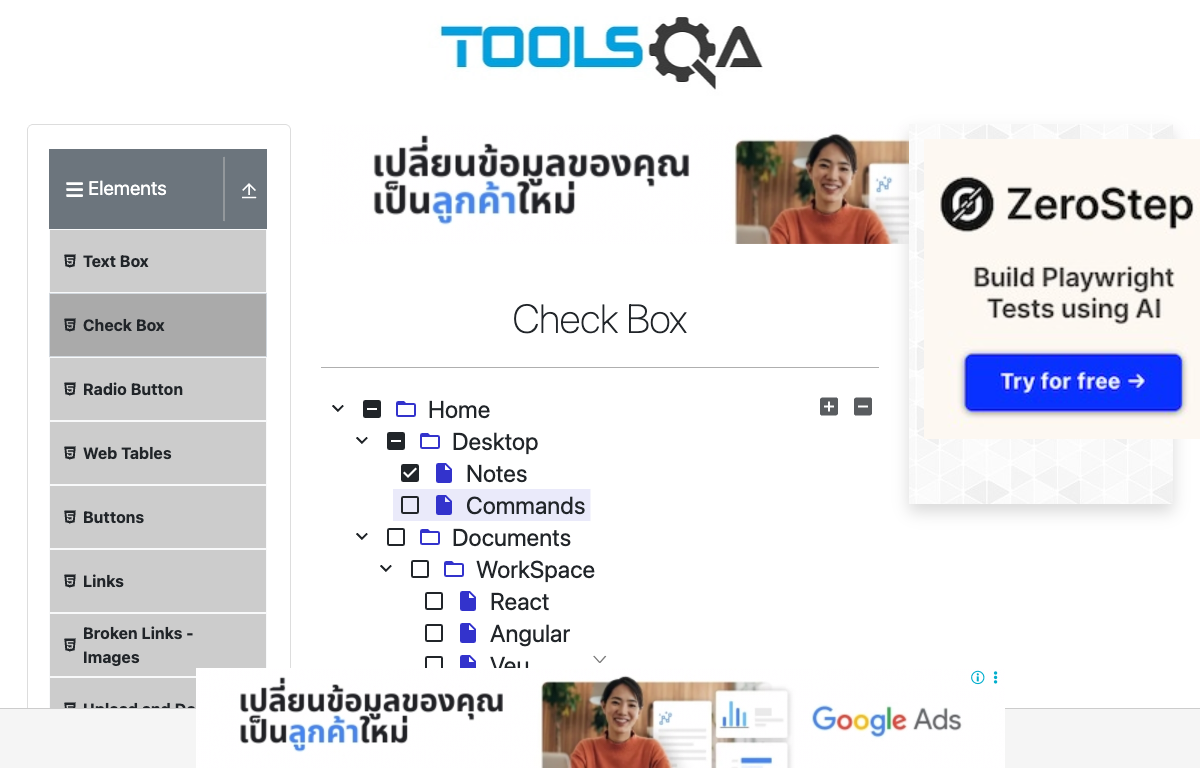 TOOLSQA
Elements
Text Box
Check Box
Radio Button
Web Tables
Buttons
Links
Broken Links -
Images
เปลี่ยนข้อมูลของคุณ
เป็นลูกค้าใหม่
Check Box
Home
Desktop
Notes
Commands
Documents
WorkSpace
React
Angular
Veu
ZeroStep
Build Playwright
Tests using AI
Try for free →
เปลี่ยนข้อมูลของคุณ
เป็นลูกค้าใหม่
Google Ads